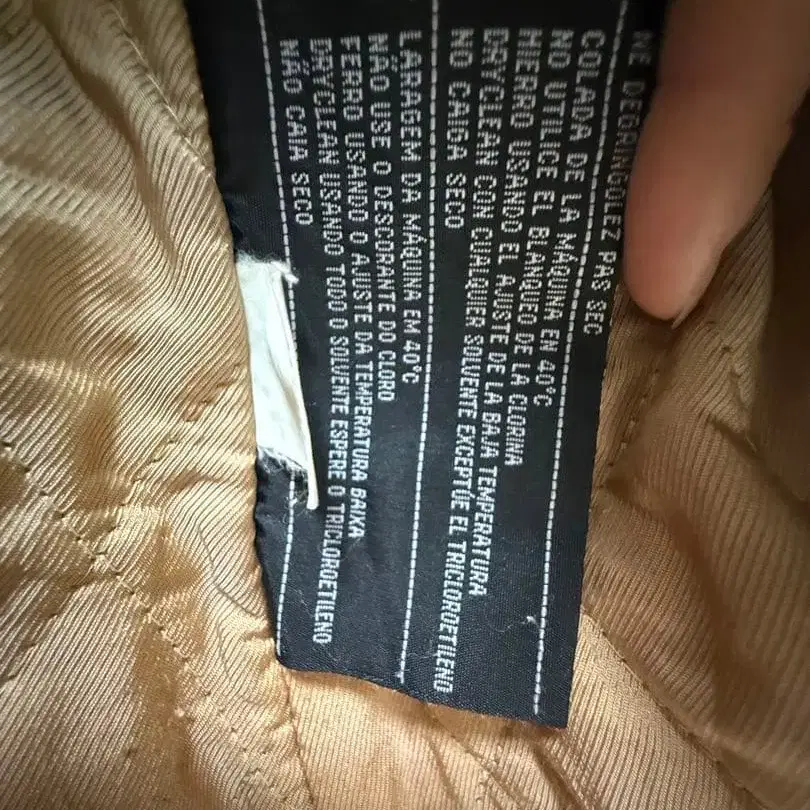 NE DEGRINGOLEZ PAS SEC
COLADA DE LA MÁQUINA EN 40°C
NO UTILICE EL BLANQUEO DE LA CLORINA
HIERRO USANDO EL AJUSTE DE LA BAJA TEMPERATURA
DRYCLEAN CON CUALQUIER SOLVENTE EXCEPTÚE EL TRICLOROETILENO
NO CAIGA SECO
LARAGEM DA MÁQUINA EM 40°C
NÃO USE O DESCORANTE DO CLORO
FERRO USANDO O AJUSTE DA TEMPERATURA BAIXA
DRYCLEAN USANDO TODO O SOLVENTE ESPERE O TRICLOROETILENO
NÃO CAIA SECO